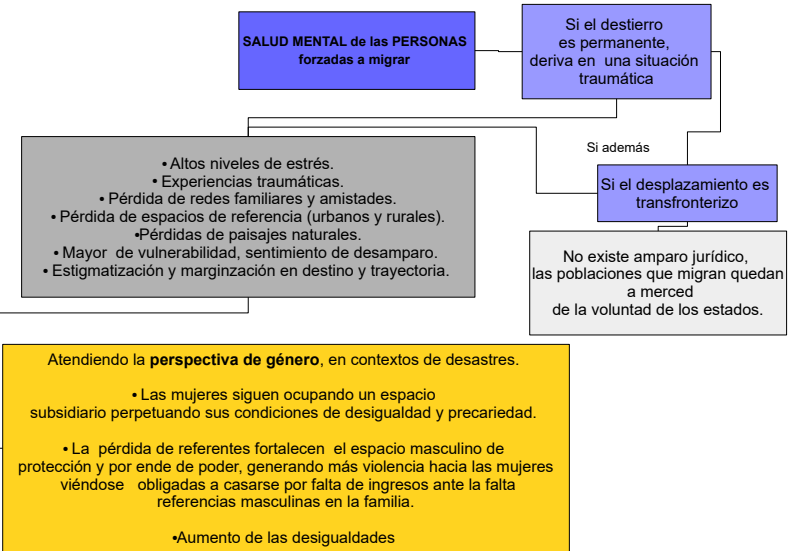 SALUD MENTAL de las PERSONAS
forzadas a migrar
Si el destierro
es permanente,
deriva en una situación
traumática
Si además
Si el desplazamiento es
transfronterizo
No existe amparo jurídico,
las poblaciones que migran quedan
a merced
de la voluntad de los estados.
• Altos niveles de estrés.
• Experiencias traumáticas.
• Pérdida de redes familiares y amistades.
• Pérdida de espacios de referencia (urbanos y rurales).
•Pérdidas de paisajes naturales.
• Mayor de vulnerabilidad, sentimiento de desamparo.
• Estigmatización y marginzación en destino y trayectoria.
Atendiendo la perspectiva de género, en contextos de desastres.
• Las mujeres siguen ocupando un espacio
subsidiario perpetuando sus condiciones de desigualdad y precariedad.
• La pérdida de referentes fortalecen el espacio masculino de
protección y por ende de poder, generando más violencia hacia las mujeres
viéndose obligadas a casarse por falta de ingresos ante la falta
referencias masculinas en la familia.
•Aumento de las desigualdades